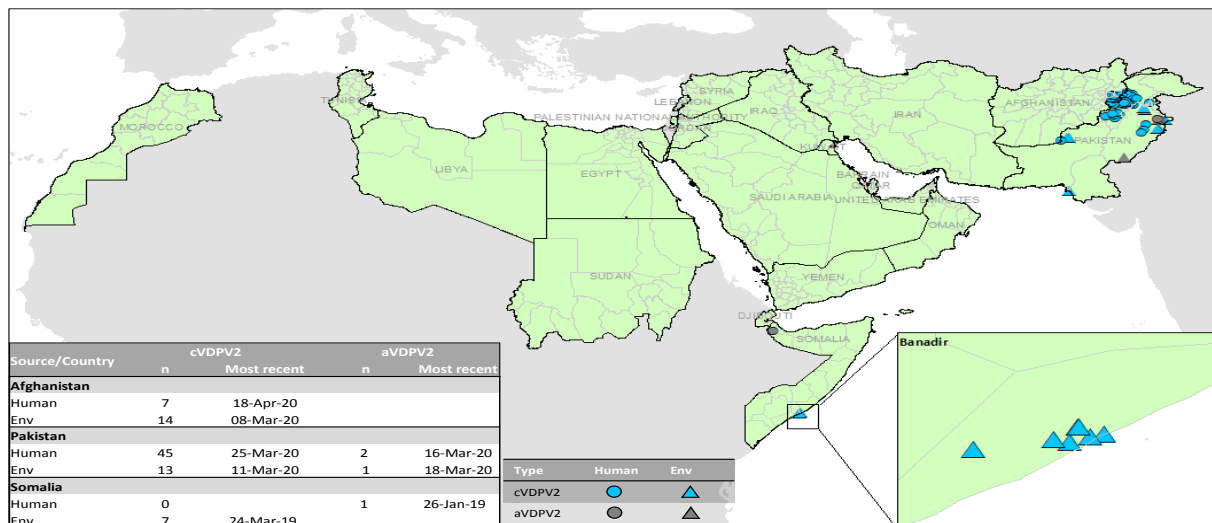 MOROCCO
TUNISIA
LIBYA
EGYPT
SUDAN
SYRIA
LEBANON
PALESTINIAN NATIONAL AUTHORITY
JORDAN
IRAQ
IRAN
KUWAIT
BAHRAIN
QATAR
SAUDI ARABIA
UNITED ARAB EMIRATES
OMAN
YEMEN
DJIBOUTI
SOMALIA
AFGHANISTAN
PAKISTAN
Source/Country cVDPV2 aVDPV2
n Most recent n Most recent
Afghanistan
Human 7 18-Apr-20
Env 14 08-Mar-20
Pakistan
Human 45 25-Mar-20 2 16-Mar-20
Env 13 11-Mar-20 1 18-Mar-20
Somalia
Human 0 1 26-Jan-19
Env 7 24-Mar-19
Type Human Env
cVDPV2
aVDPV2
Banadir